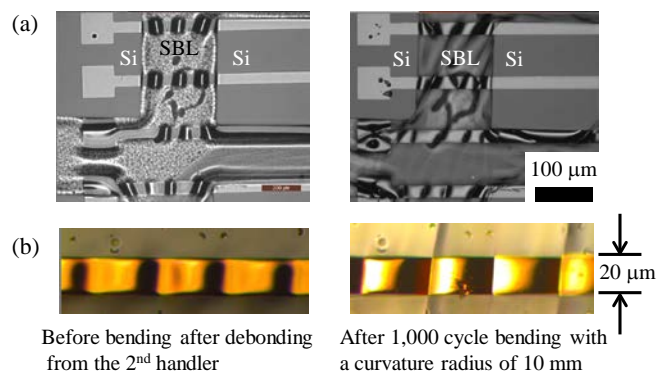 (a)
Si
SBL
Si
SBL
Si
100 μm
(b)
20 μm
Before bending after debonding
from the 2nd handler
After 1,000 cycle bending with
a curvature radius of 10 mm